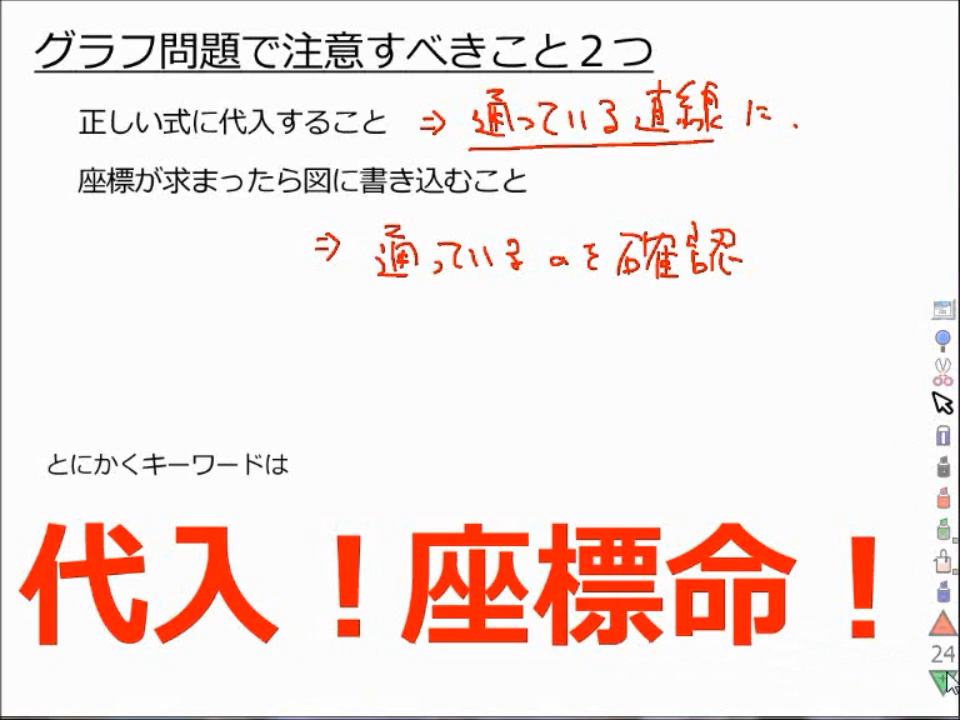 グラフ問題で注意すべきこと２つ
正しい式に代入すること ⇒ 通っている直線に.
座標が求まったら図に書き込むこと
⇒ 通っているのを確認
とにかくキーワードは
代入！座標命！
24